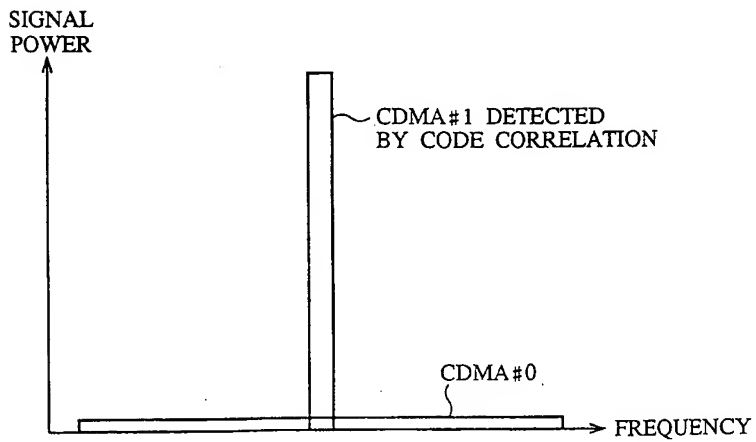 SIGNAL
POWER
CDMA#1 DETECTED
BY CODE CORRELATION
CDMA#0
FREQUENCY